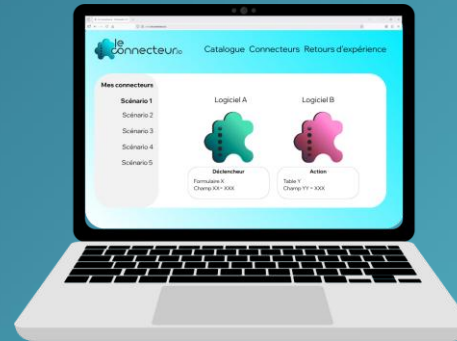 le
connecteur.io
Catalogue Connecteurs Retours d'expérience
Mes connecteurs
Scénario 1
Scénario 2
Scénario 3
Scénario 4
Scénario 5
Logiciel A
Logiciel B
Déclencheur
Formulaire X
Champ XX= XXX
Action
Table Y
Champ YY = XXX